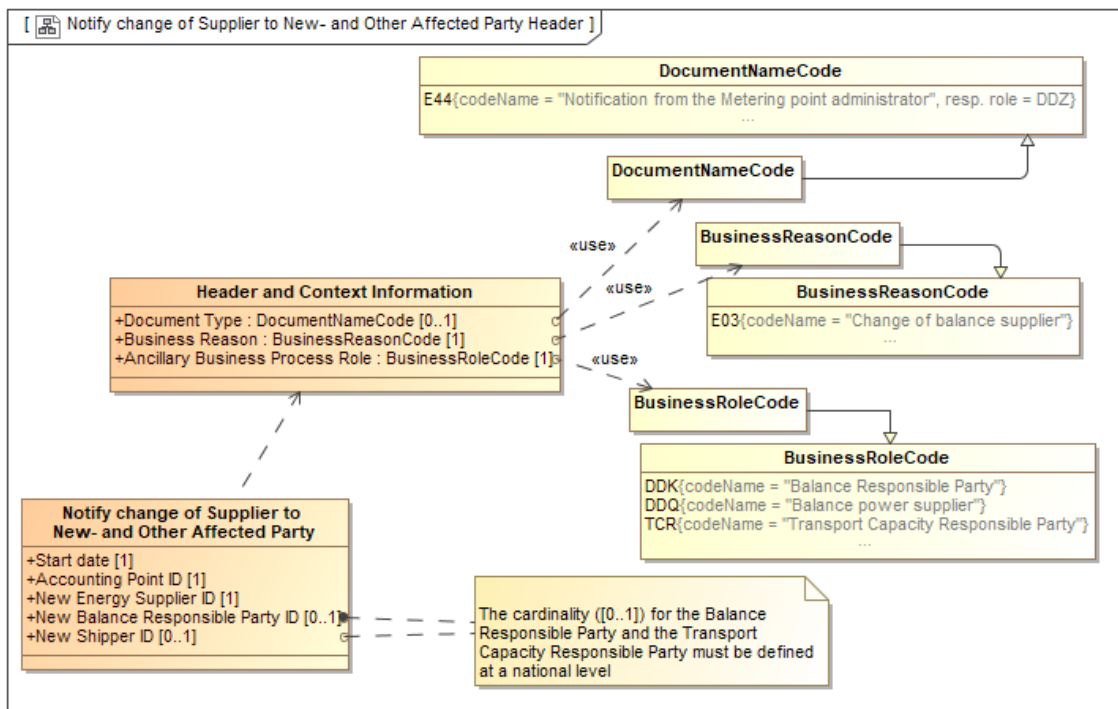 [ Notify change of Supplier to New- and Other Affected Party Header ]
DocumentNameCode
E44{codeName = "Notification from the Metering point administrator", resp. role = DDZ}
...
DocumentNameCode
«use»
BusinessReasonCode
«use»
Header and Context Information
+Document Type : DocumentNameCode [0..1]
+Business Reason : BusinessReasonCode [1]
+Ancillary Business Process Role : BusinessRoleCode [1]
BusinessReasonCode
E03{codeName = "Change of balance supplier"}
...
«use»
BusinessRoleCode
BusinessRoleCode
DDK{codeName = "Balance Responsible Party"}
DDQ{codeName = "Balance power supplier"}
TCR{codeName = "Transport Capacity Responsible Party"}
...
Notify change of Supplier to
New- and Other Affected Party
+Start date [1]
+Accounting Point ID [1]
+New Energy Supplier ID [1]
+New Balance Responsible Party ID [0..1]
+New Shipper ID [0..1]
The cardinality ([0..1]) for the Balance
Responsible Party and the Transport
Capacity Responsible Party must be defined
at a national level